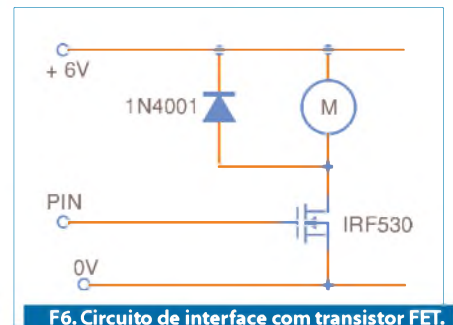 + 6V
1N4001
M
PIN
IRF530
0V
F6. Circuito de interface com transistor FET.